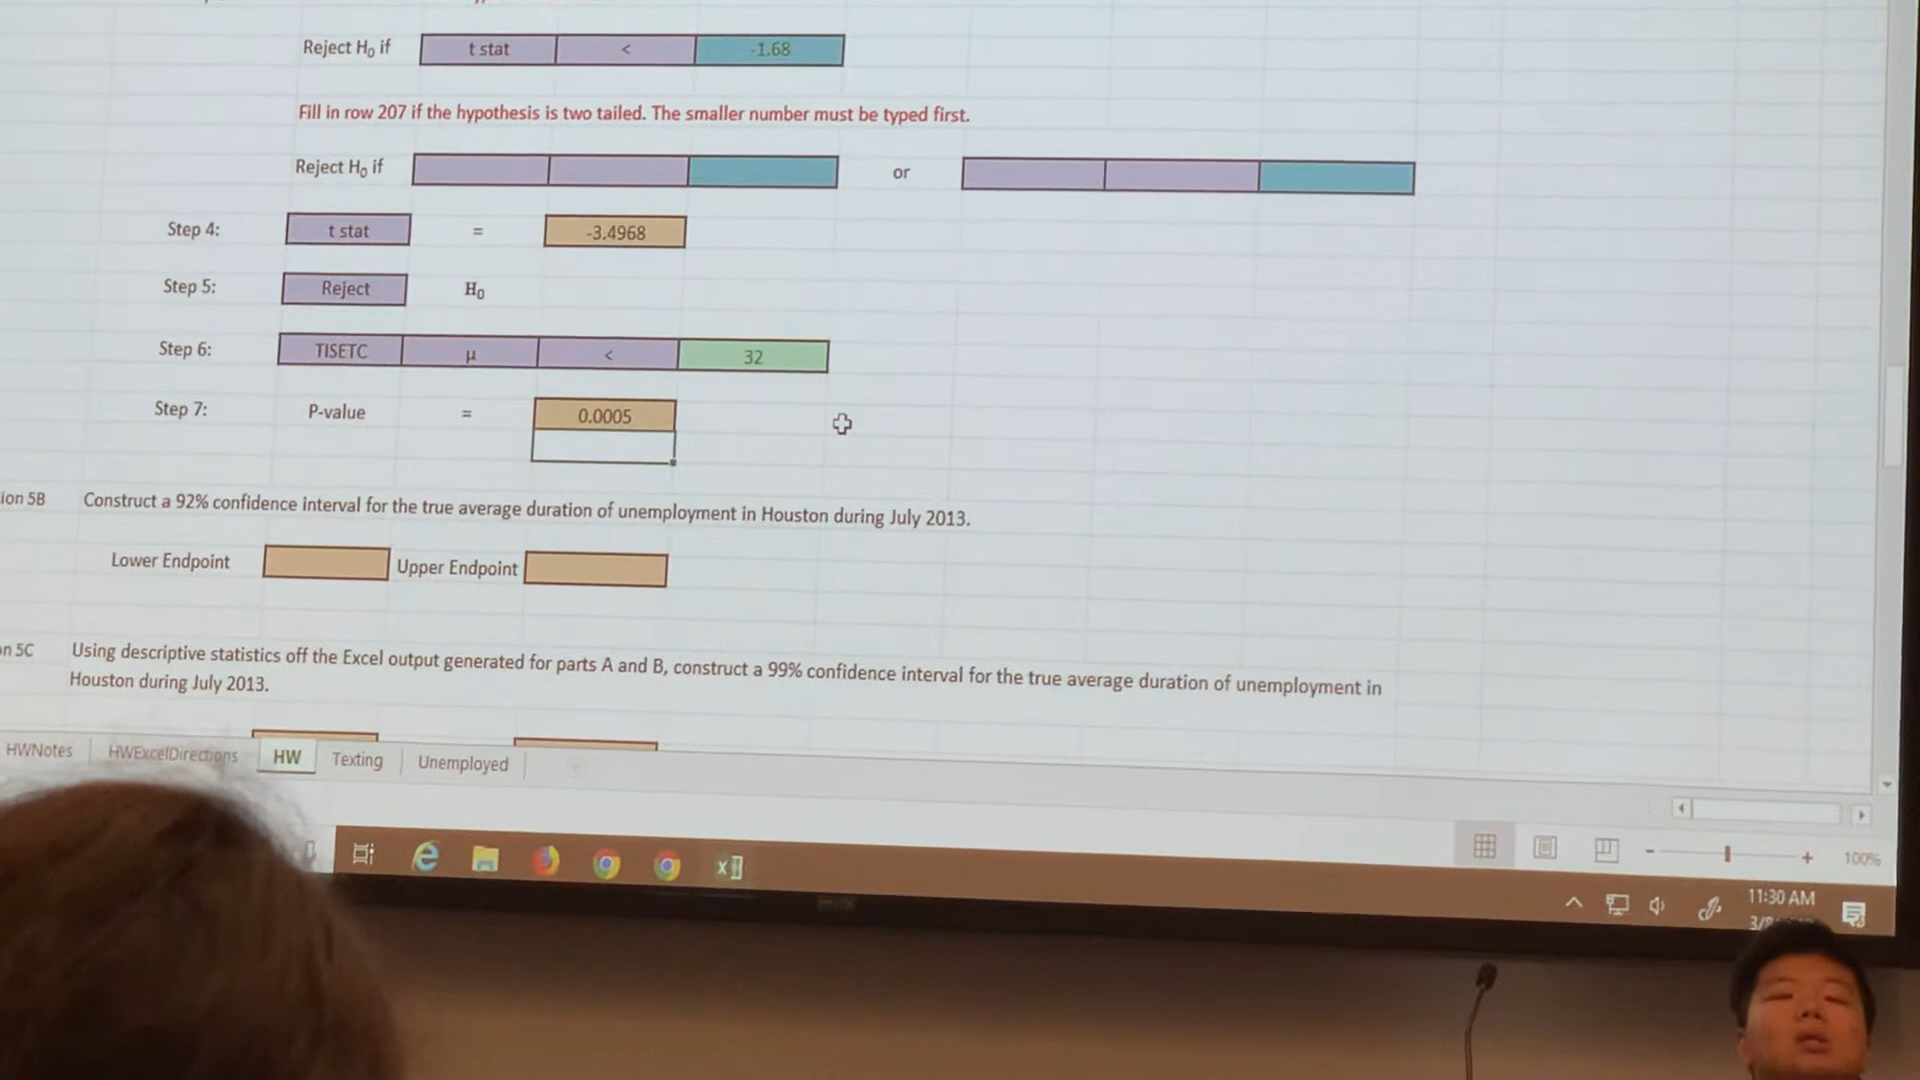 Reject H0 if t stat < -1.68
Fill in row 207 if the hypothesis is two tailed. The smaller number must be typed first.
Reject H0 if or
Step 4: t stat = -3.4968
Step 5: Reject H0
Step 6: TISETC μ < 32
Step 7: P-value = 0.0005
ion 5B Construct a 92% confidence interval for the true average duration of unemployment in Houston during July 2013.
Lower Endpoint Upper Endpoint
n 5C Using descriptive statistics off the Excel output generated for parts A and B, construct a 99% confidence interval for the true average duration of unemployment in
Houston during July 2013.
HWNotes HWExcelDirections HW Texting Unemployed
- + 100%
11:30 AM